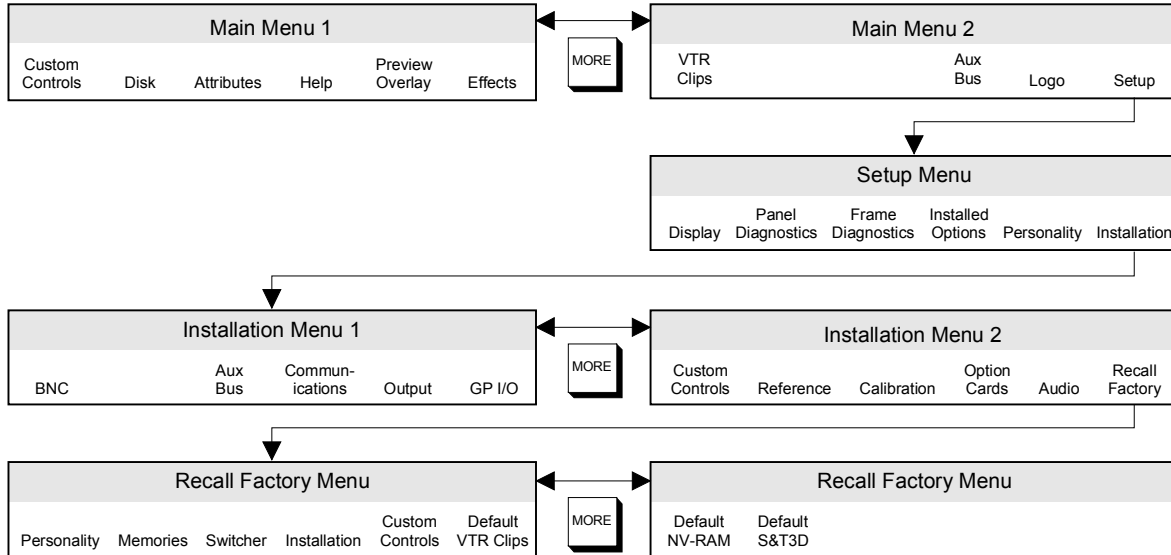 Main Menu 1
Custom
Controls
Disk
Attributes
Help
Preview
Overlay
Effects
MORE
Main Menu 2
VTR
Clips
Aux
Bus
Logo
Setup
Setup Menu
Display
Panel
Diagnostics
Frame
Diagnostics
Installed
Options
Personality
Installation
Installation Menu 1
BNC
Aux
Bus
Commun-
ications
Output
GP I/O
MORE
Installation Menu 2
Custom
Controls
Reference
Calibration
Option
Cards
Audio
Recall
Factory
Recall Factory Menu
Personality
Memories
Switcher
Installation
Custom
Controls
Default
VTR Clips
MORE
Recall Factory Menu
Default
NV-RAM
Default
S&T3D